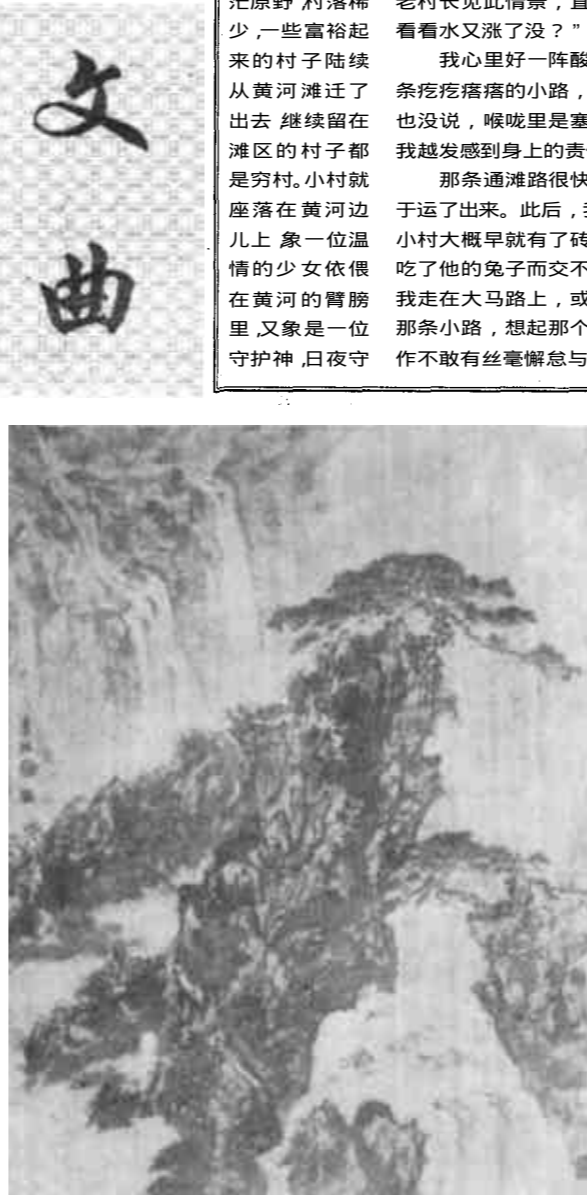 文
曲
茫原野,村落稀
少,一些富裕起
来的村子陆续
从黄河滩迁了
出去,继续留在
滩区的村子都
是穷村。小村就
座落在黄河边
儿上,象一位温
情的少女依偎
在黄河的臂膀
里,又象是一位
守护神,日夜守
老村长见此情景,直
看看水又涨了没?”
我心里好一阵酸
条疙疙瘩瘩的小路,
也没说,喉咙里是塞
我越发感到身上的责
那条通滩路很快
于运了出来。此后,
小村大概早就有了砖
吃了他的兔子而交不
我走在大马路上,或
那条小路,想起那个
作不敢有丝毫懈怠与